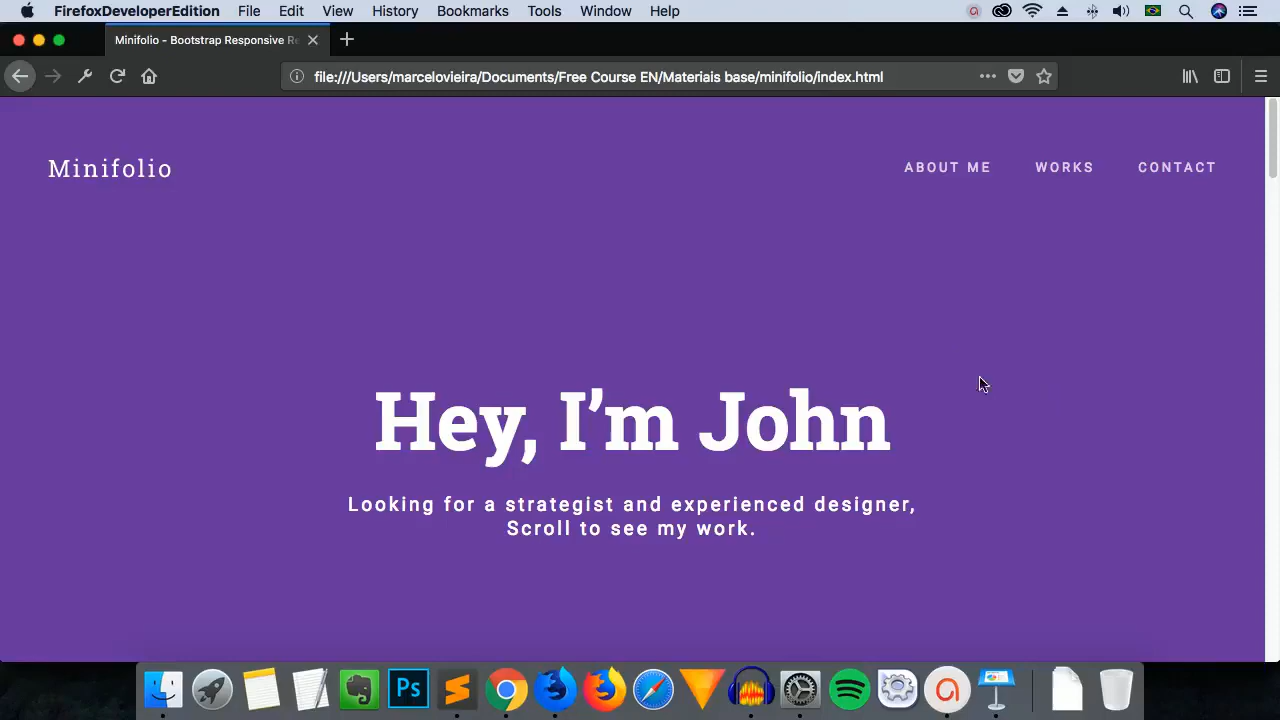 FirefoxDeveloperEdition File Edit View History Bookmarks Tools Window Help
Minifolio - Bootstrap Responsive Re
file:///Users/marcelovieira/Documents/Free Course EN/Materiais base/minifolio/index.html
Minifolio ABOUT ME WORKS CONTACT
Hey, I’m John
Looking for a strategist and experienced designer,
Scroll to see my work.
Ps